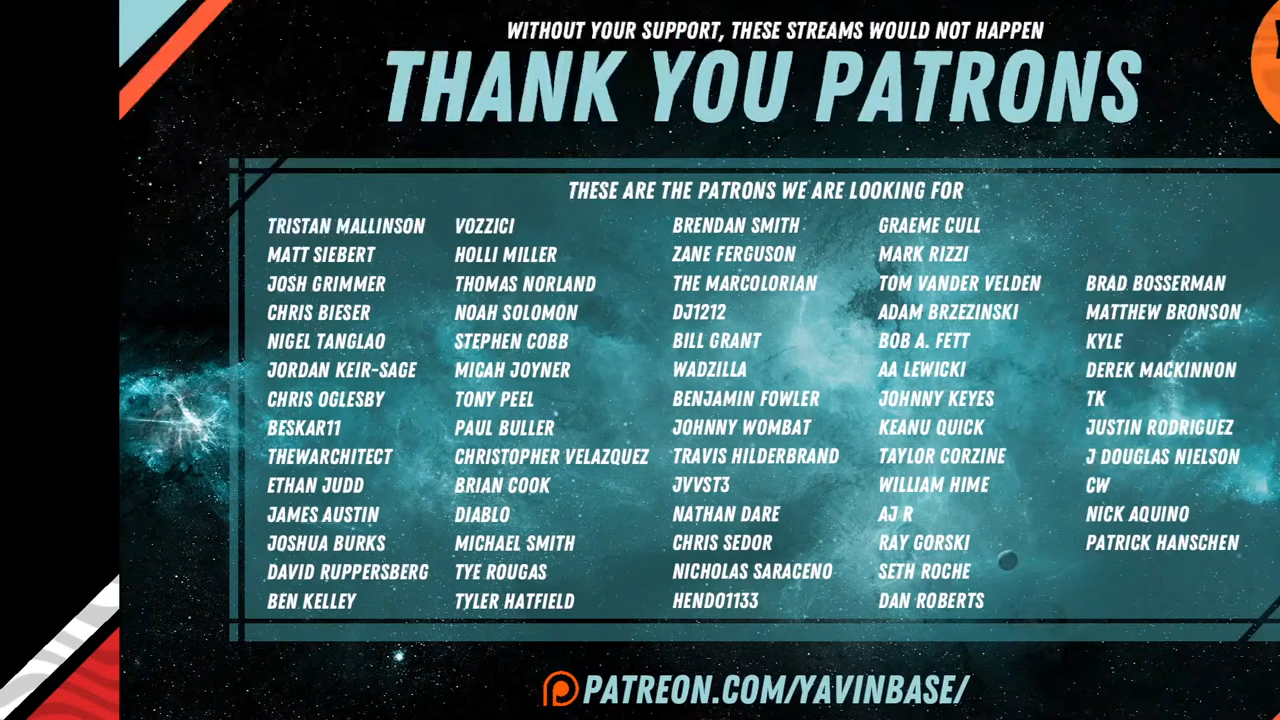 WITHOUT YOUR SUPPORT, THESE STREAMS WOULD NOT HAPPEN
THANK YOU PATRONS
THESE ARE THE PATRONS WE ARE LOOKING FOR
TRISTAN MALLINSON
MATT SIEBERT
JOSH GRIMMER
CHRIS BIESER
NIGEL TANGLAO
JORDAN KEIR-SAGE
CHRIS OGLESBY
BESKAR11
THEWARCHITECT
ETHAN JUDD
JAMES AUSTIN
JOSHUA BURKS
DAVID RUPPERSBERG
BEN KELLEY
VOZZICI
HOLLI MILLER
THOMAS NORLAND
NOAH SOLOMON
STEPHEN COBB
MICAH JOYNER
TONY PEEL
PAUL BULLER
CHRISTOPHER VELAZQUEZ
BRIAN COOK
DIABLO
MICHAEL SMITH
TYE ROUGAS
TYLER HATFIELD
BRENDAN SMITH
ZANE FERGUSON
THE MARCOLORIAN
DJ1212
BILL GRANT
WADZILLA
BENJAMIN FOWLER
JOHNNY WOMBAT
TRAVIS HILDERBRAND
JVVST3
NATHAN DARE
CHRIS SEDOR
NICHOLAS SARACENO
HENDO1133
GRAEME CULL
MARK RIZZI
TOM VANDER VELDEN
ADAM BRZEZINSKI
BOB A. FETT
AA LEWICKI
JOHNNY KEYES
KEANU QUICK
TAYLOR CORZINE
WILLIAM HIME
AJ R
RAY GORSKI
SETH ROCHE
DAN ROBERTS
BRAD BOSSERMAN
MATTHEW BRONSON
KYLE
DEREK MACKINNON
TK
JUSTIN RODRIGUEZ
J DOUGLAS NIELSON
CW
NICK AQUINO
PATRICK HANSCHEN
PATREON.COM/YAVINBASE/